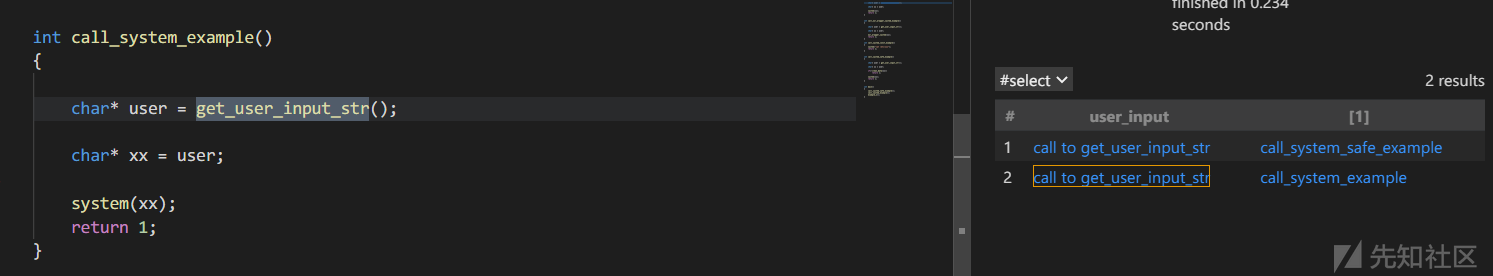 int call_system_example()
{
char* user = get_user_input_str();
char* xx = user;
system(xx);
return 1;
}
finished in 0.234
seconds
#select
2 results
# user_input [1]
1 call to get_user_input_str call_system_safe_example
2 call to get_user_input_str call_system_example
先知社区